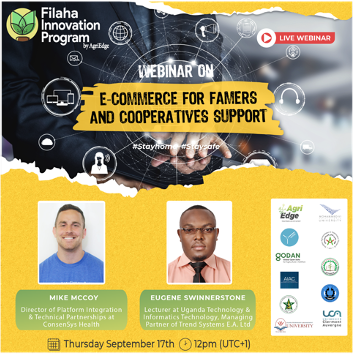 Filaha
Innovation
Program
by AgriEdge
LIVE WEBINAR
WEBINAR ON
E-COMMERCE FOR FAMERS
AND COOPERATIVES SUPPORT
#Stayhome #Staysafe
MIKE MCCOY
Director of Platform Integration
& Technical Partnerships at
ConsenSys Health
EUGENE SWINNERSTONE
Lecturer at Uganda Technology &
Informatics Technology, Managing
Partner of Trend Systems E.A. Ltd
Agri
Edge
GODAN
UNIVERSITY
Thursday September 17th
12pm (UTC+1)